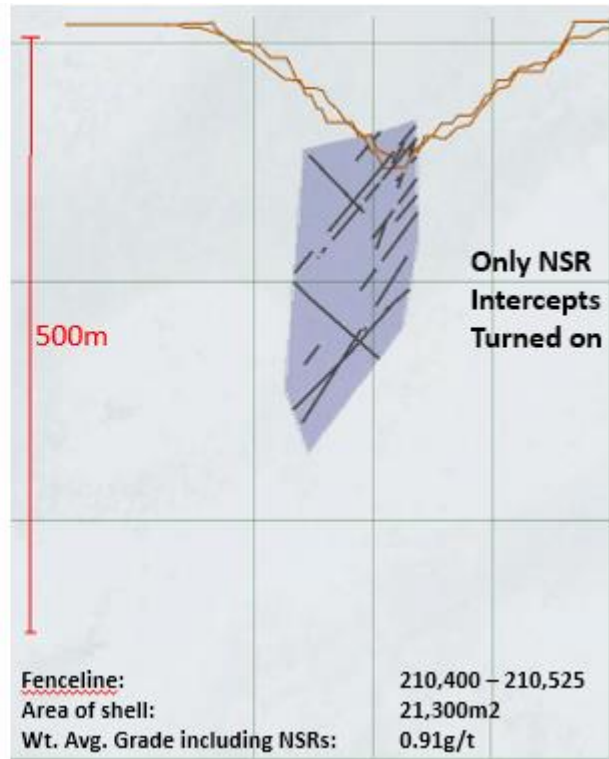 Only NSR
Intercepts
Turned on
500m
Fenceline: 210,400 – 210,525
Area of shell: 21,300m2
Wt. Avg. Grade including NSRs: 0.91g/t